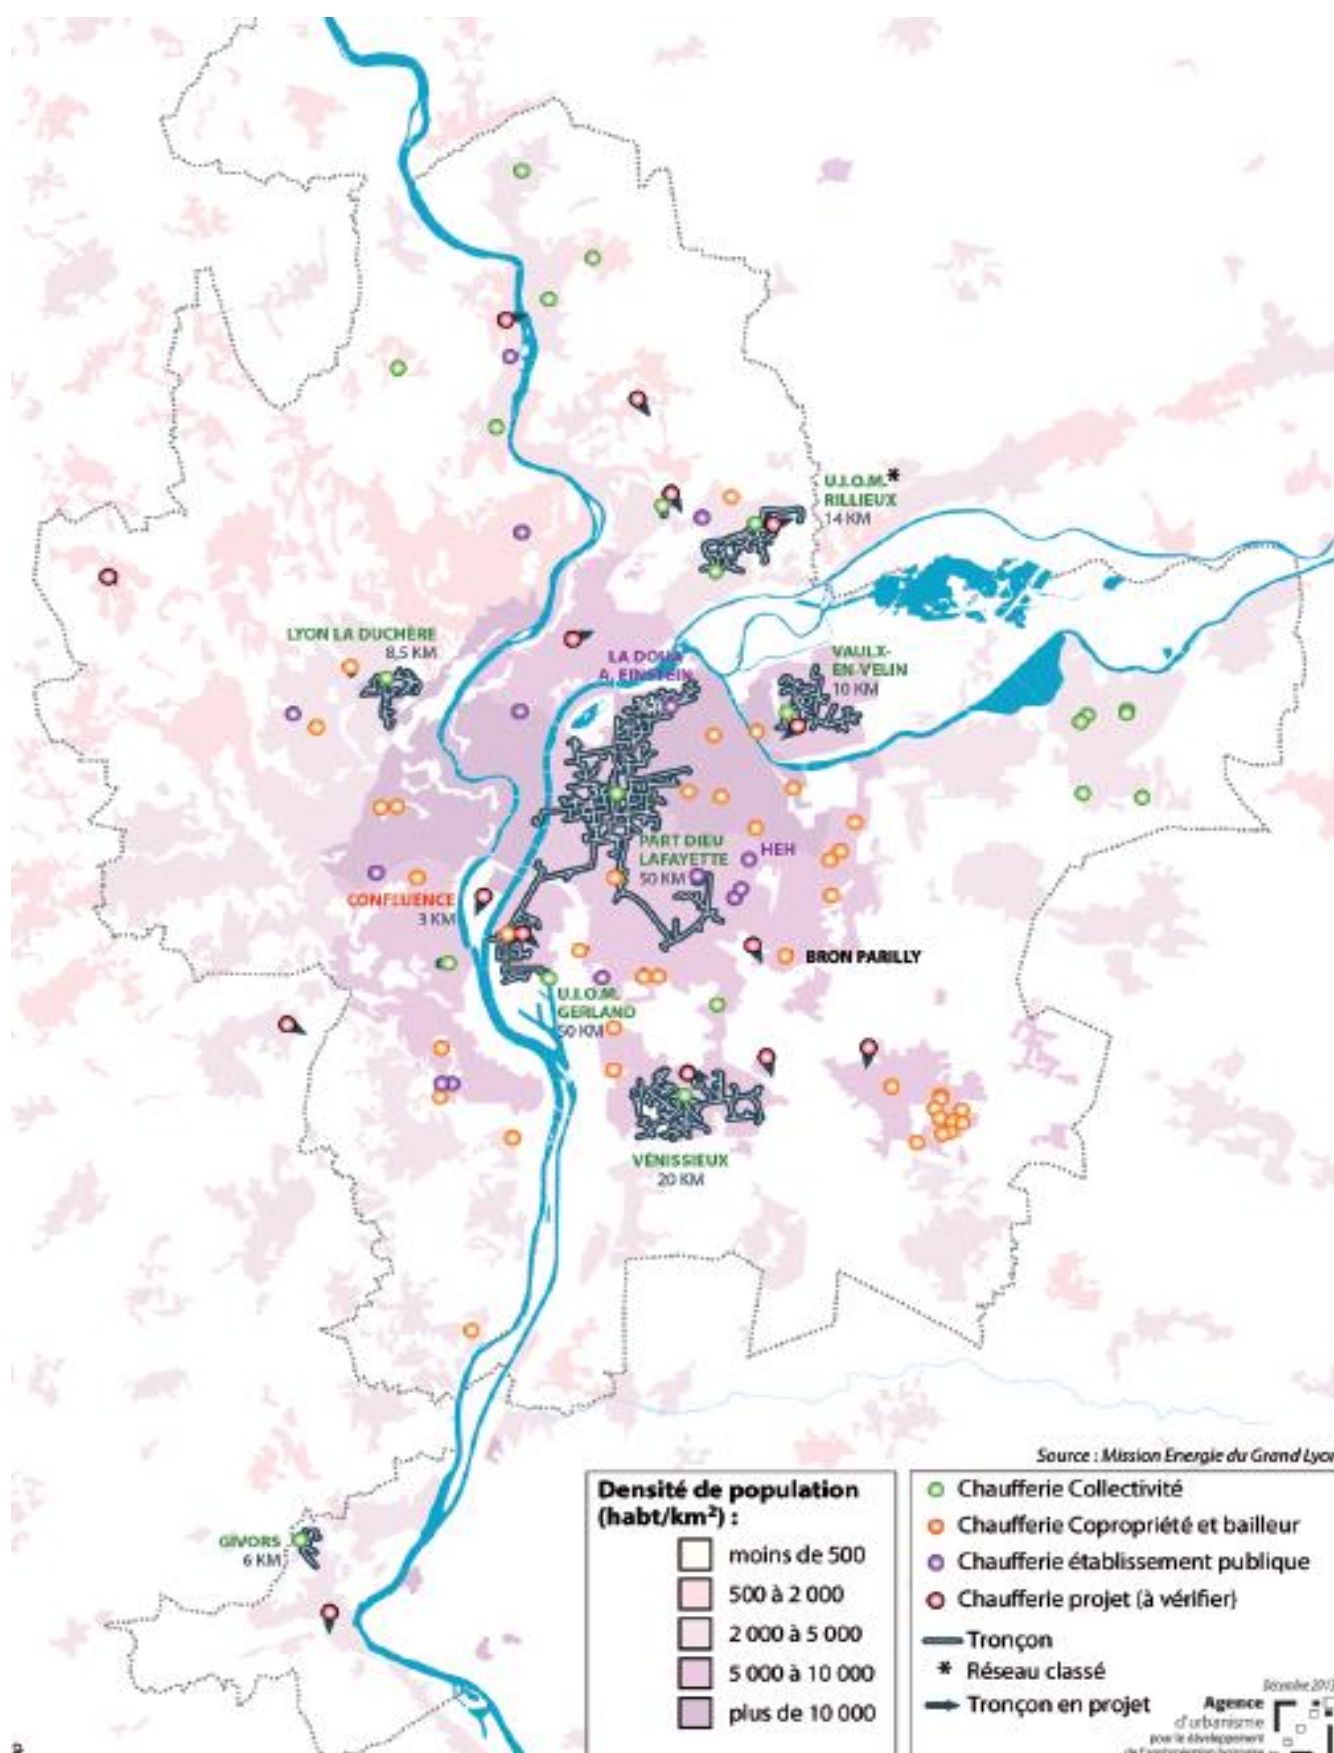 U.I.O.M.*
RILLIEUX
14 KM
LYON LA DUCHÈRE
8,5 KM
LA DOUA
A. EINSTEIN
VAULX-
EN-VELIN
10 KM
PART DIEU
LAFAYETTE
50 KM
HEH
CONFLUENCE
3 KM
BRON PARILLY
U.I.O.M.
GERLAND
50 KM
VÉNISSIEUX
20 KM
GIVORS
6 KM
Source : Mission Energie du Grand Lyon
Densité de population
(habt/km²) :
moins de 500
500 à 2 000
2 000 à 5 000
5 000 à 10 000
plus de 10 000
Chaufferie Collectivité
Chaufferie Copropriété et bailleur
Chaufferie établissement publique
Chaufferie projet (à vérifier)
Tronçon
* Réseau classé
Tronçon en projet
Agence
d'urbanisme
pour le développement